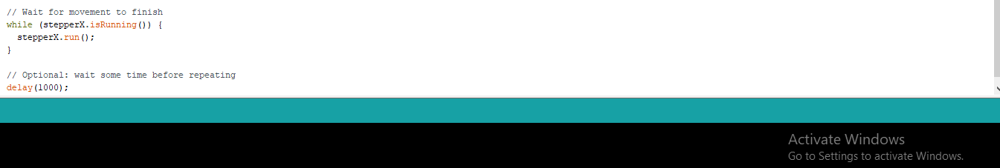 // Wait for movement to finish
while (stepperX.isRunning()) {
  stepperX.run();
}
// Optional: wait some time before repeating
delay(1000);
Activate Windows
Go to Settings to activate Windows.